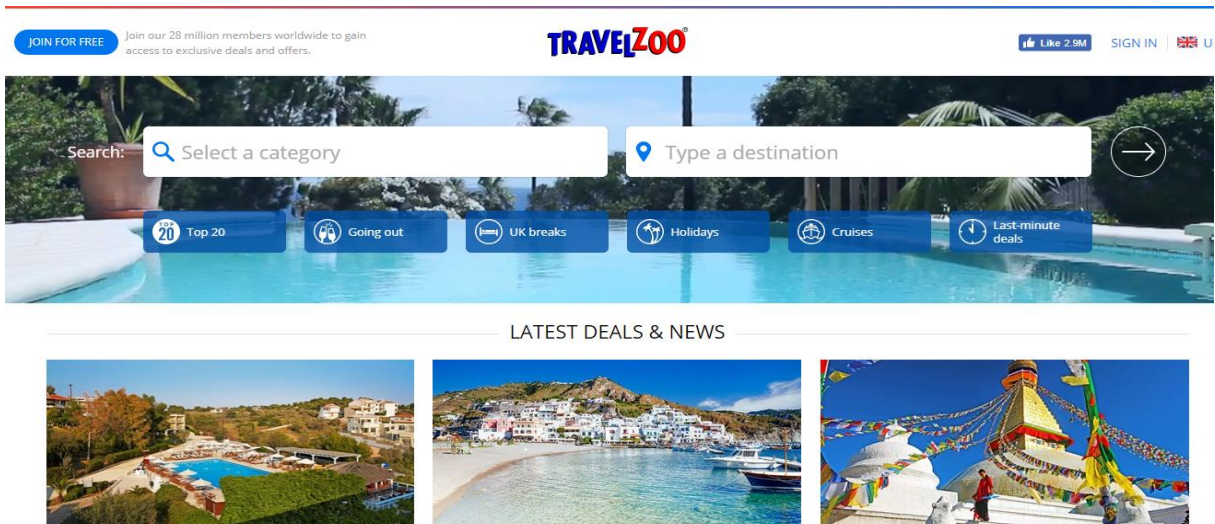 JOIN FOR FREE
Join our 28 million members worldwide to gain
access to exclusive deals and offers.
TRAVELZOO®
Like 2.9M
SIGN IN
U
Search:
Select a category
Type a destination
TOP
20
Top 20
Going out
UK breaks
Holidays
Cruises
Last-minute
deals
LATEST DEALS & NEWS